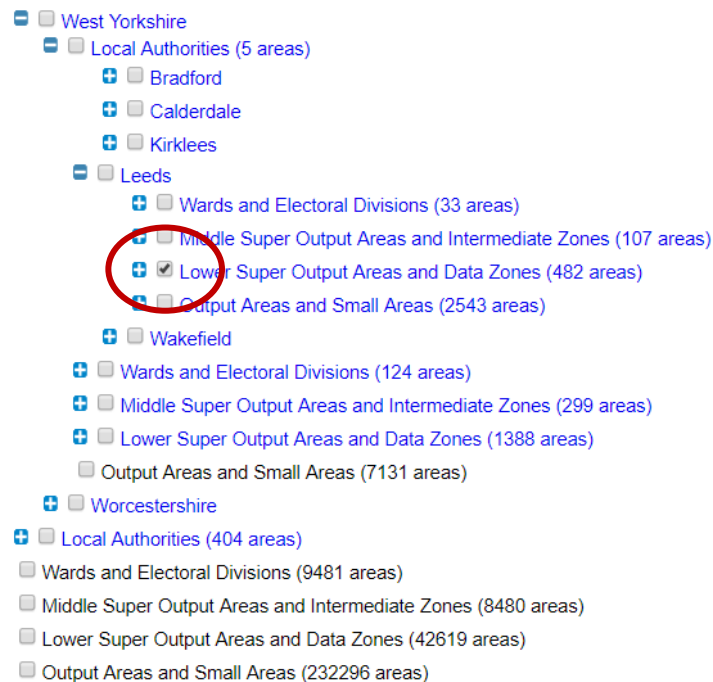 West Yorkshire
Local Authorities (5 areas)
Bradford
Calderdale
Kirklees
Leeds
Wards and Electoral Divisions (33 areas)
Middle Super Output Areas and Intermediate Zones (107 areas)
Lower Super Output Areas and Data Zones (482 areas)
Output Areas and Small Areas (2543 areas)
Wakefield
Wards and Electoral Divisions (124 areas)
Middle Super Output Areas and Intermediate Zones (299 areas)
Lower Super Output Areas and Data Zones (1388 areas)
Output Areas and Small Areas (7131 areas)
Worcestershire
Local Authorities (404 areas)
Wards and Electoral Divisions (9481 areas)
Middle Super Output Areas and Intermediate Zones (8480 areas)
Lower Super Output Areas and Data Zones (42619 areas)
Output Areas and Small Areas (232296 areas)